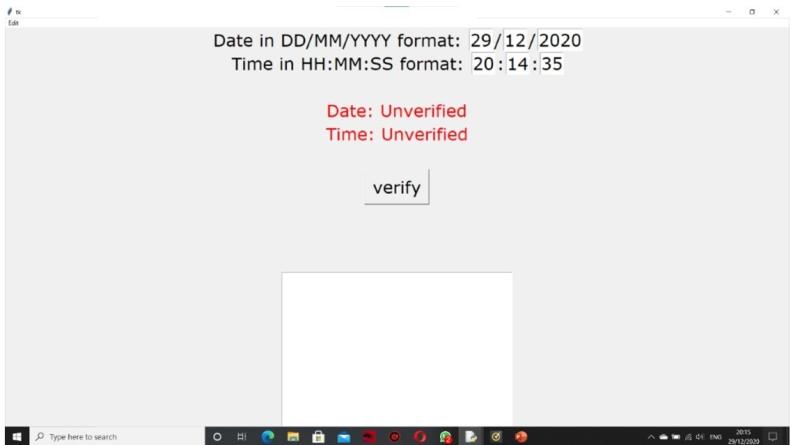 tk
Edit
Date in DD/MM/YYYY format: 29/12/2020
Time in HH:MM:SS format: 20:14:35
Date: Unverified
Time: Unverified
verify
Type here to search
ENG
20:15
29/12/2020